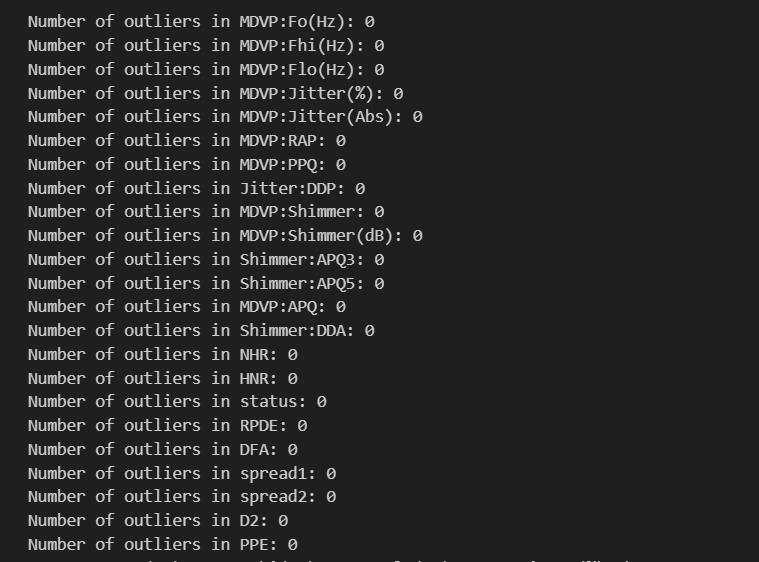 Number of outliers in MDVP:Fo(Hz): 0
Number of outliers in MDVP:Fhi(Hz): 0
Number of outliers in MDVP:Flo(Hz): 0
Number of outliers in MDVP:Jitter(%): 0
Number of outliers in MDVP:Jitter(Abs): 0
Number of outliers in MDVP:RAP: 0
Number of outliers in MDVP:PPQ: 0
Number of outliers in Jitter:DDP: 0
Number of outliers in MDVP:Shimmer: 0
Number of outliers in MDVP:Shimmer(dB): 0
Number of outliers in Shimmer:APQ3: 0
Number of outliers in Shimmer:APQ5: 0
Number of outliers in MDVP:APQ: 0
Number of outliers in Shimmer:DDA: 0
Number of outliers in NHR: 0
Number of outliers in HNR: 0
Number of outliers in status: 0
Number of outliers in RPDE: 0
Number of outliers in DFA: 0
Number of outliers in spread1: 0
Number of outliers in spread2: 0
Number of outliers in D2: 0
Number of outliers in PPE: 0